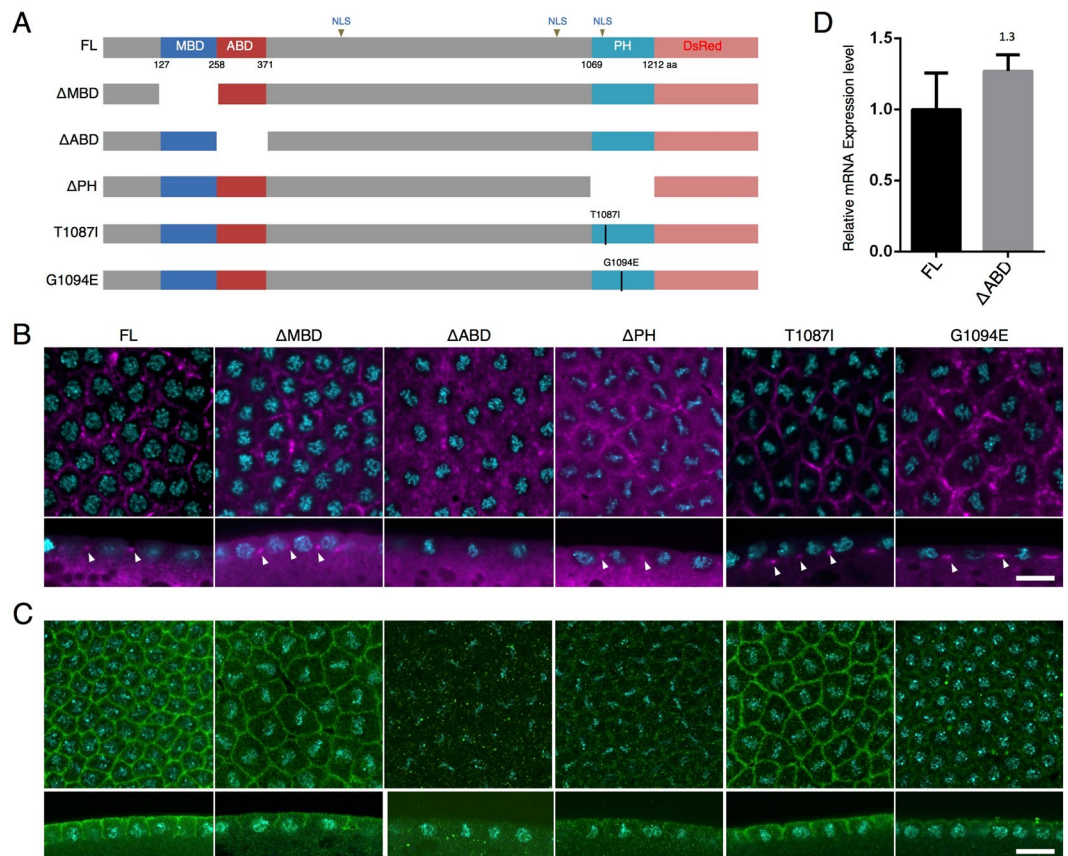 A
D
NLS NLS NLS
FL MBD ABD PH DsRed
127 258 371 1069 1212 aa
ΔMBD
ΔABD
ΔPH
T1087I
T1087I
G1094E
G1094E
1.3
Relative mRNA Expression level
1.5
1.0
0.5
0.0
FL ΔABD
B
FL ΔMBD ΔABD ΔPH T1087I G1094E
C